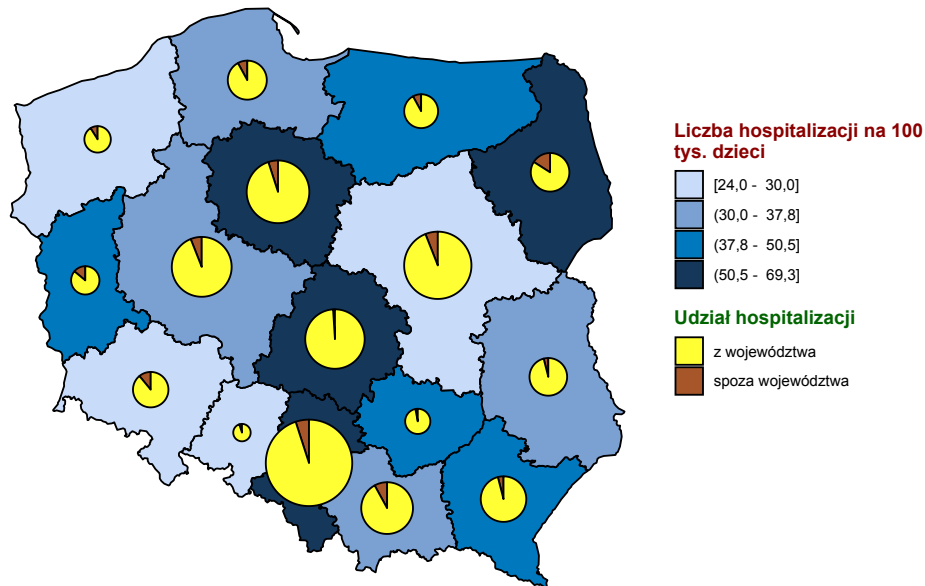 Liczba hospitalizacji na 100
tys. dzieci
[24,0 - 30,0]
(30,0 - 37,8]
(37,8 - 50,5]
(50,5 - 69,3]
Udział hospitalizacji
z województwa
spoza województwa